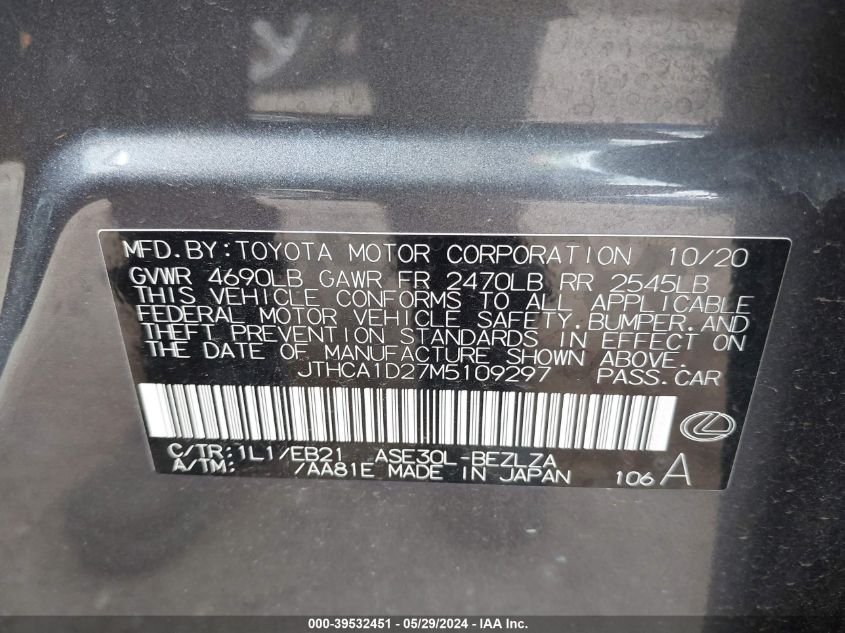 MFD.BY:TOYOTA MOTOR CORPORATION 10/20
GVWR 4690LB GAWR FR 2470LB RR 2545LB
THIS VEHICLE CONFORMS TO ALL APPLICABLE
FEDERAL MOTOR VEHICLE SAFETY.BUMPER.AND
THEFT PREVENTION STANDARDS IN EFFECT ON
THE DATE OF MANUFACTURE SHOWN ABOVE.
JTHCA1D27M5109297 PASS.CAR
C/TR:1L1/EB21 ASE30L-BEZLZA
A/TM: /AA81E MADE IN JAPAN 106 A
000-39532451 - 05/29/2024 - IAA Inc.